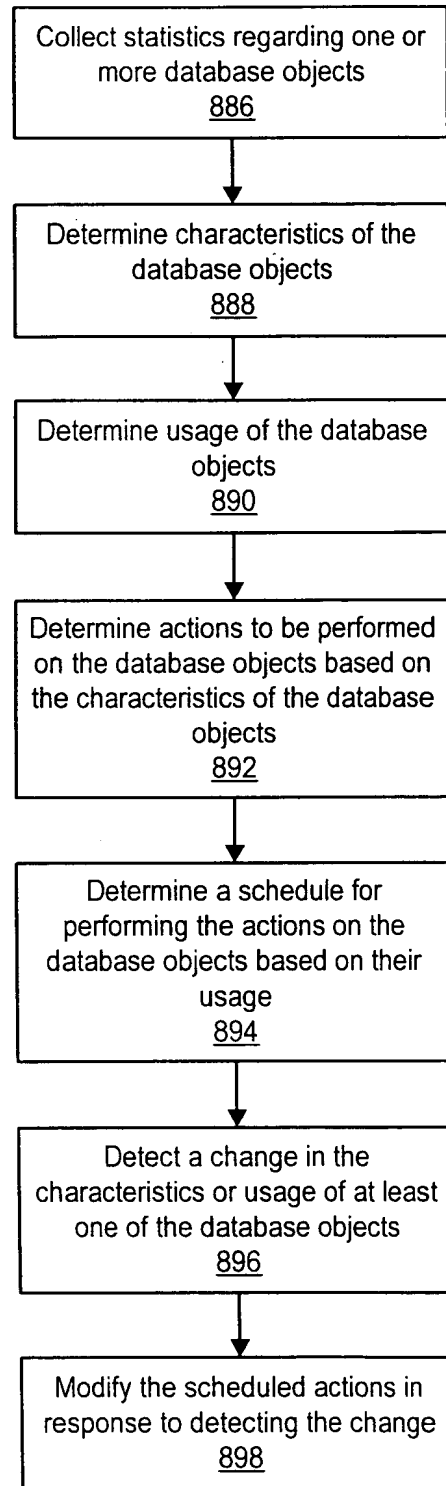 Collect statistics regarding one or
more database objects
886
Determine characteristics of the
database objects
888
Determine usage of the database
objects
890
Determine actions to be performed
on the database objects based on
the characteristics of the database
objects
892
Determine a schedule for
performing the actions on the
database objects based on their
usage
894
Detect a change in the
characteristics or usage of at least
one of the database objects
896
Modify the scheduled actions in
response to detecting the change
898